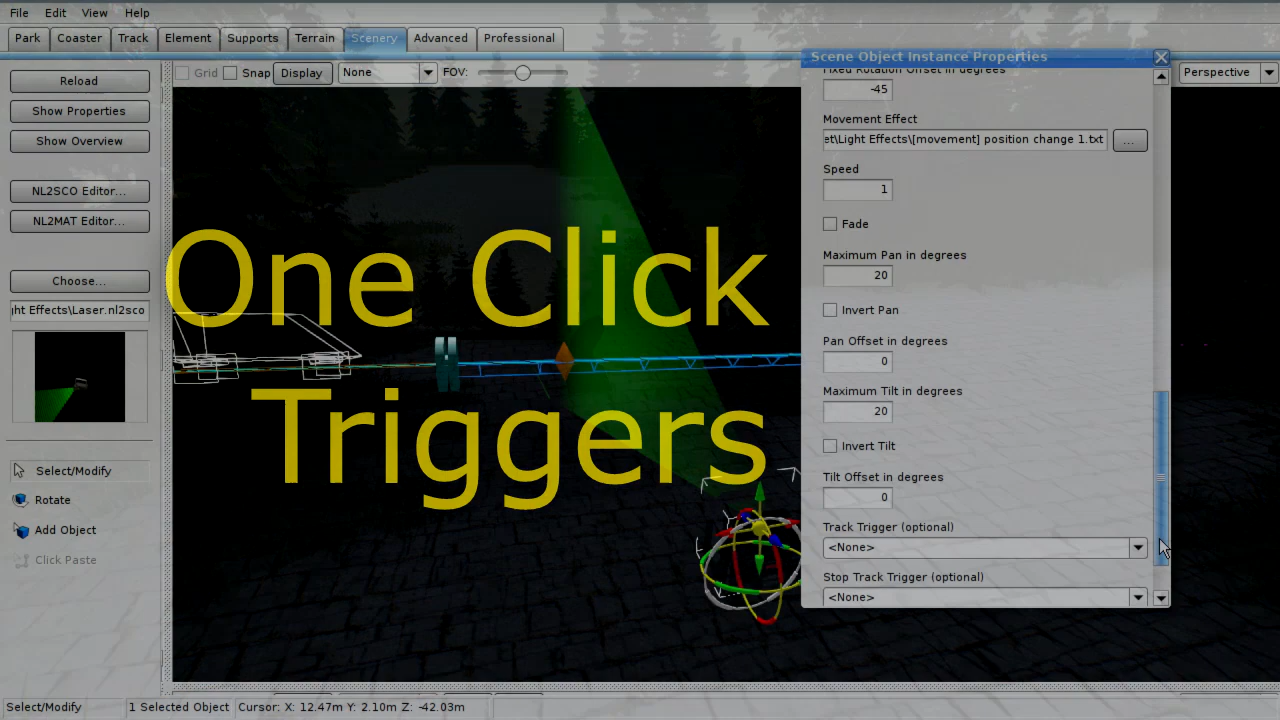 File Edit View Help
Park Coaster Track Element Supports Terrain Scenery Advanced Professional
Reload
Show Properties
Show Overview
NL2SCO Editor...
NL2MAT Editor...
Choose...
ht Effects\Laser.nl2sco
Select/Modify
Rotate
Add Object
Click Paste
Grid Snap Display None FOV: Perspective
One Click
Triggers
Scene Object Instance Properties
Fixed Rotation Offset in degrees
-45
Movement Effect
et\Light Effects\[movement] position change 1.txt ...
Speed
1
Fade
Maximum Pan in degrees
20
Invert Pan
Pan Offset in degrees
0
Maximum Tilt in degrees
20
Invert Tilt
Tilt Offset in degrees
0
Track Trigger (optional)
<None>
Stop Track Trigger (optional)
<None>
Select/Modify 1 Selected Object Cursor: X: 12.47m Y: 2.10m Z: -42.03m